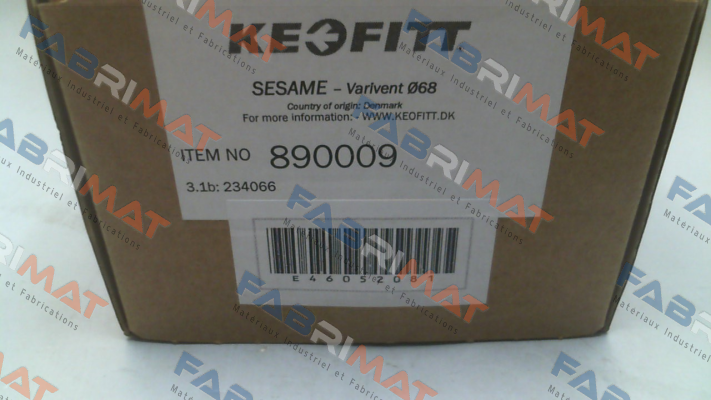 KEOFITT
SESAME – Varivent Ø68
Country of origin: Denmark
For more information: - WWW.KEOFITT.DK
ITEM NO 890009
3.1b: 234066
E46052081
FABRIMAT
Matériaux Industriel et Fabrications